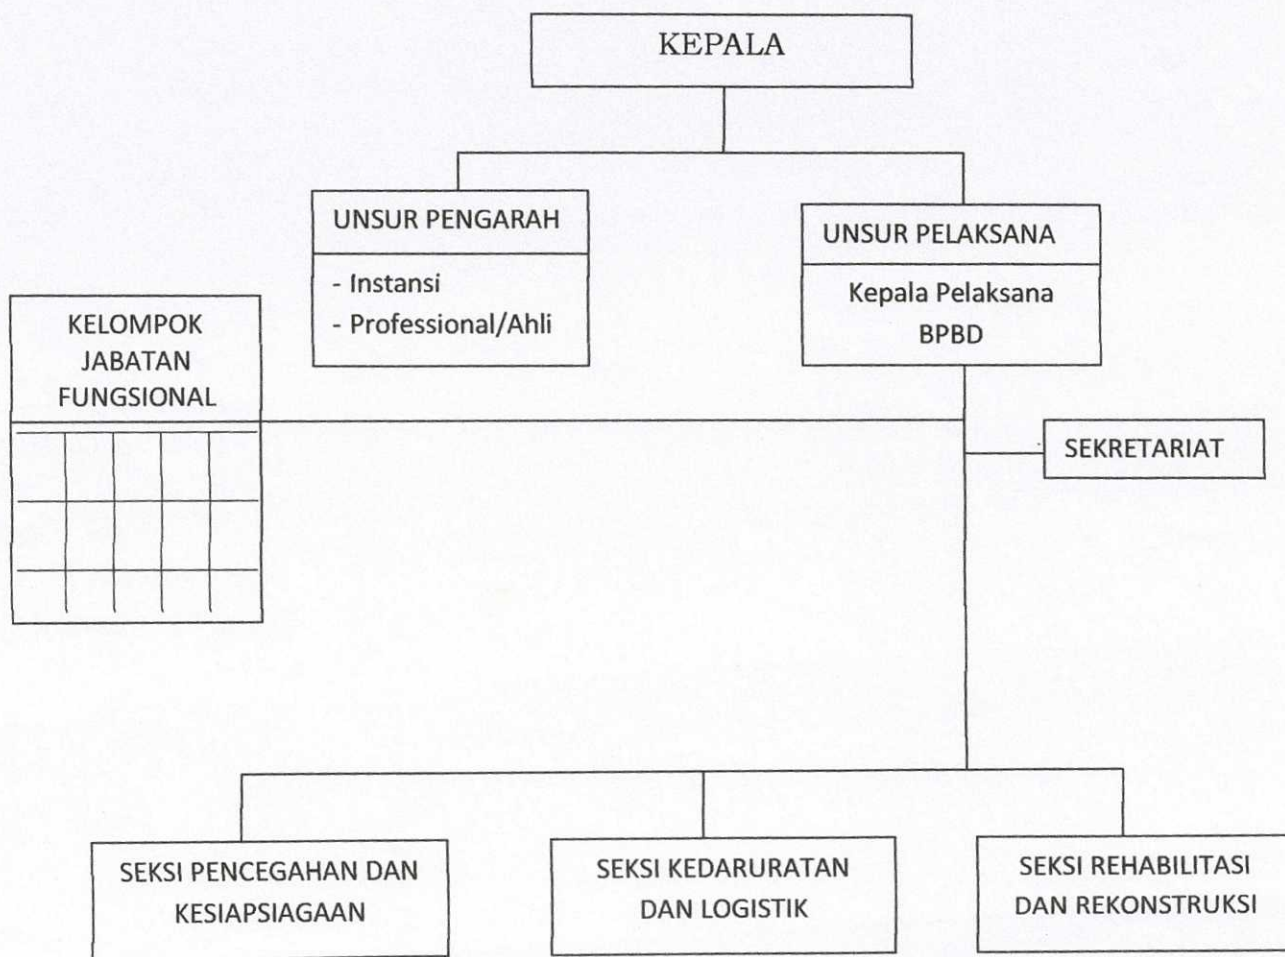 KEPALA
UNSUR PENGARAH
- Instansi
- Professional/Ahli
UNSUR PELAKSANA
Kepala Pelaksana
BPBD
KELOMPOK
JABATAN
FUNGSIONAL
SEKRETARIAT
SEKSI PENCEGAHAN DAN
KESIAPSIAGAAN
SEKSI KEDARURATAN
DAN LOGISTIK
SEKSI REHABILITASI
DAN REKONSTRUKSI